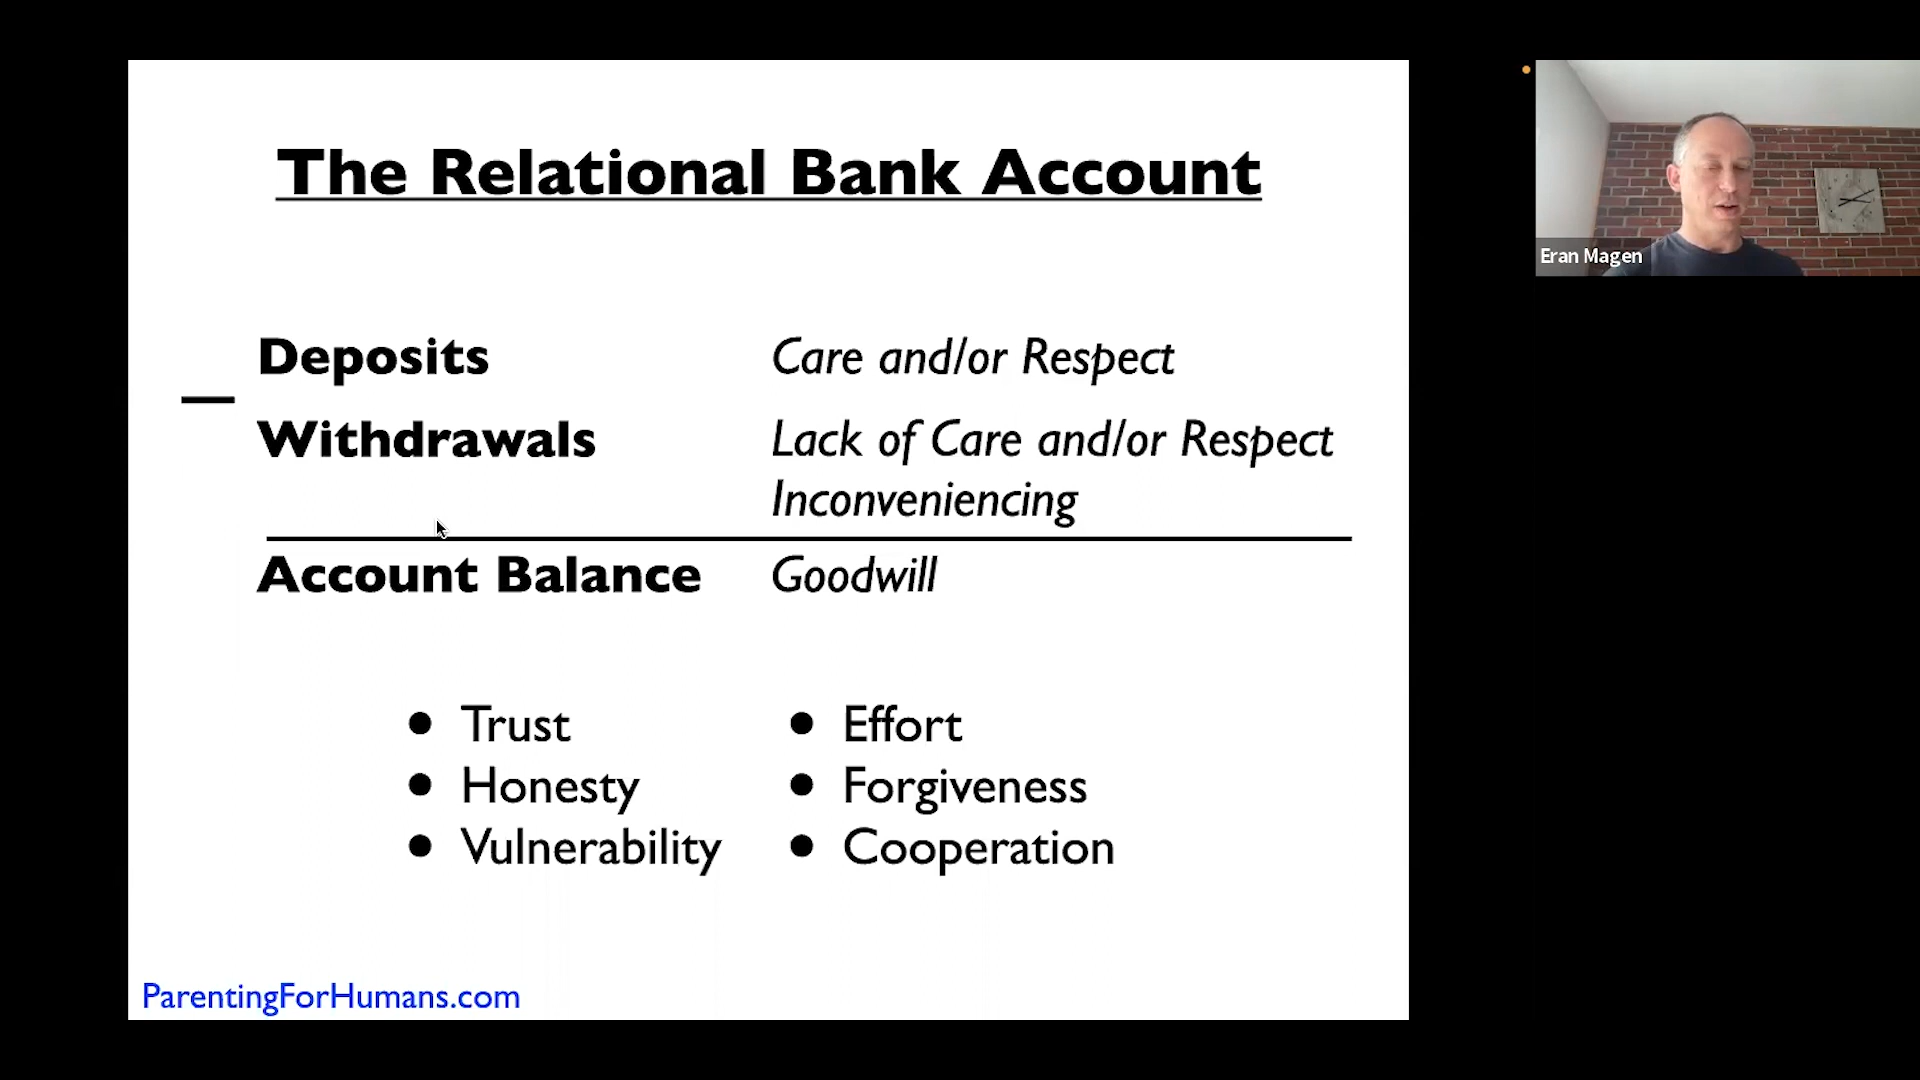 The Relational Bank Account
Deposits Care and/or Respect
—
Withdrawals Lack of Care and/or Respect
Inconveniencing
Account Balance Goodwill
• Trust • Effort
• Honesty • Forgiveness
• Vulnerability • Cooperation
ParentingForHumans.com
Eran Magen